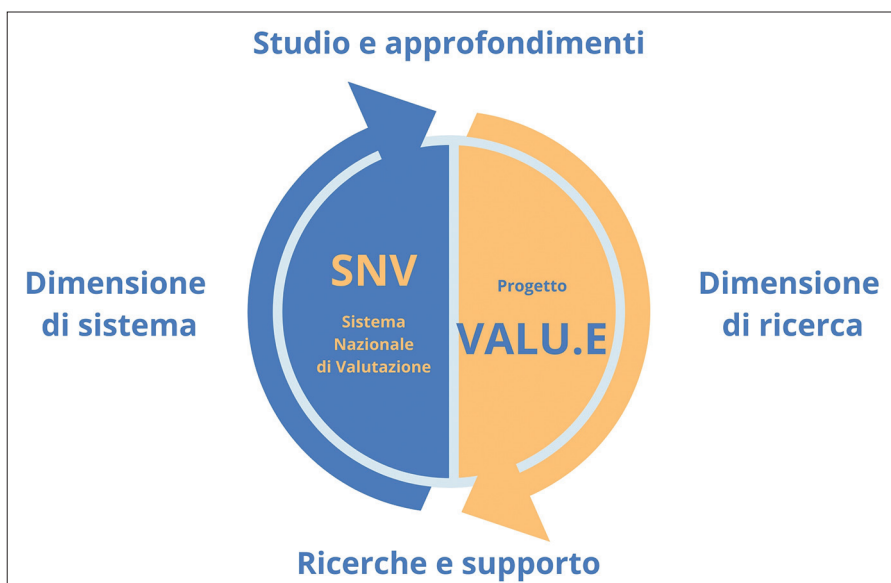 Studio e approfondimenti
Dimensione
di sistema
SNV
Sistema
Nazionale
di Valutazione
Progetto
VALU.E
Dimensione
di ricerca
Ricerche e supporto